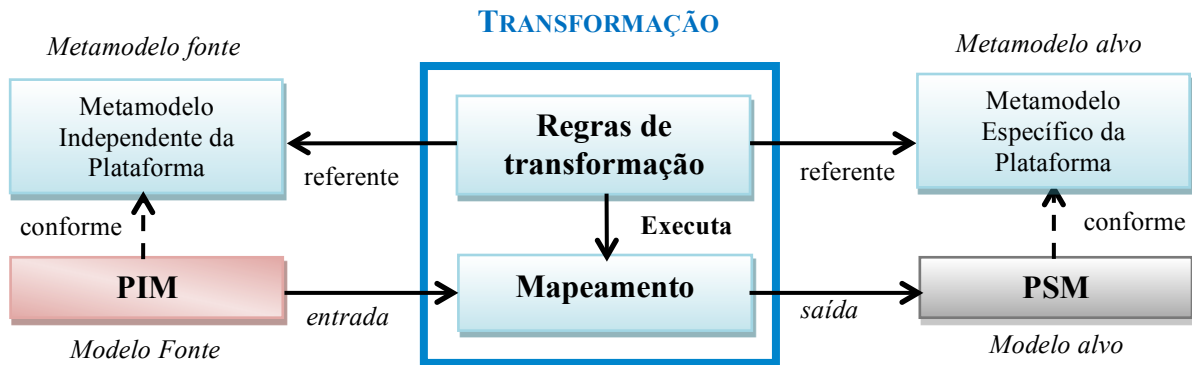 TRANSFORMAÇÃO
Metamodelo fonte
Metamodelo alvo
Metamodelo
Independente da
Plataforma
Regras de
transformação
Metamodelo
Específico da
Plataforma
referente
referente
conforme
Executa
conforme
PIM
Mapeamento
PSM
entrada
saída
Modelo Fonte
Modelo alvo